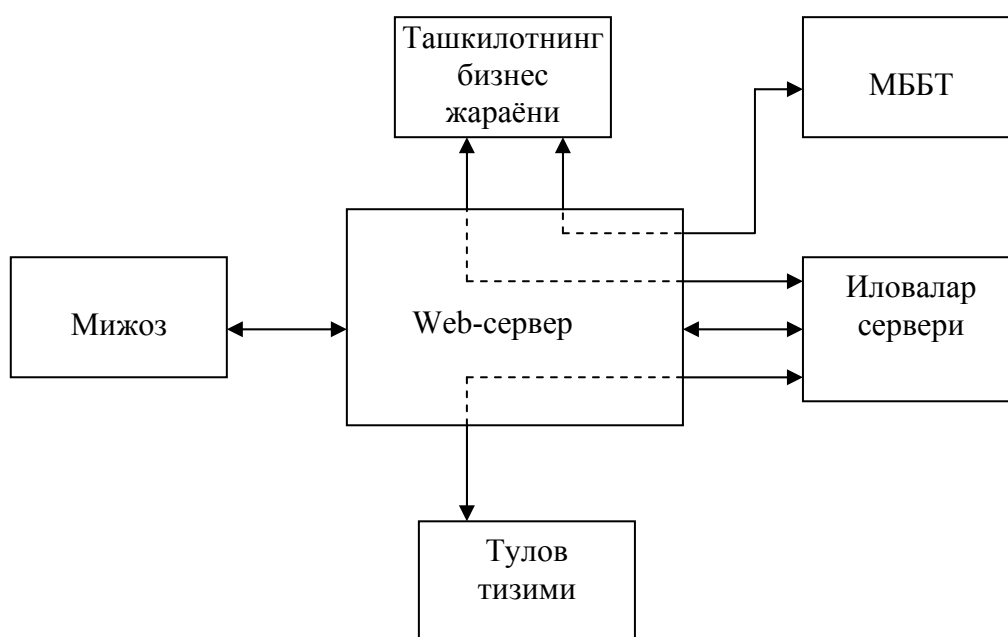 Ташкилотнинг
бизнес
жараёни
МББТ
Мижоз
Web-сервер
Иловалар
сервери
Тулов
тизими